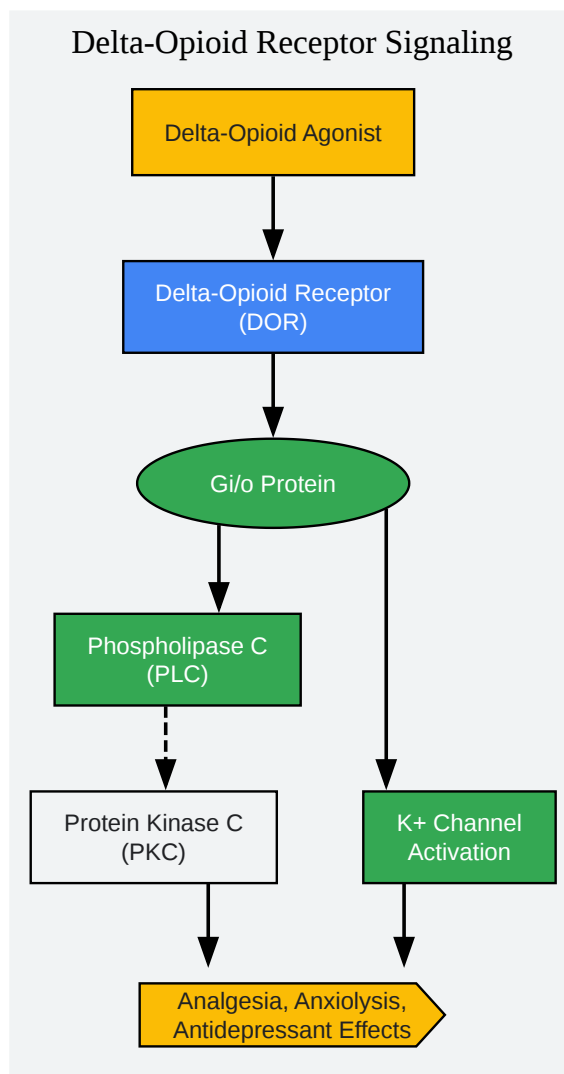 Delta-Opioid Receptor Signaling
Delta-Opioid Agonist
Delta-Opioid Receptor
(DOR)
Gi/o Protein
Phospholipase C
(PLC)
Protein Kinase C
(PKC)
K+ Channel
Activation
Analgesia, Anxiolysis,
Antidepressant Effects